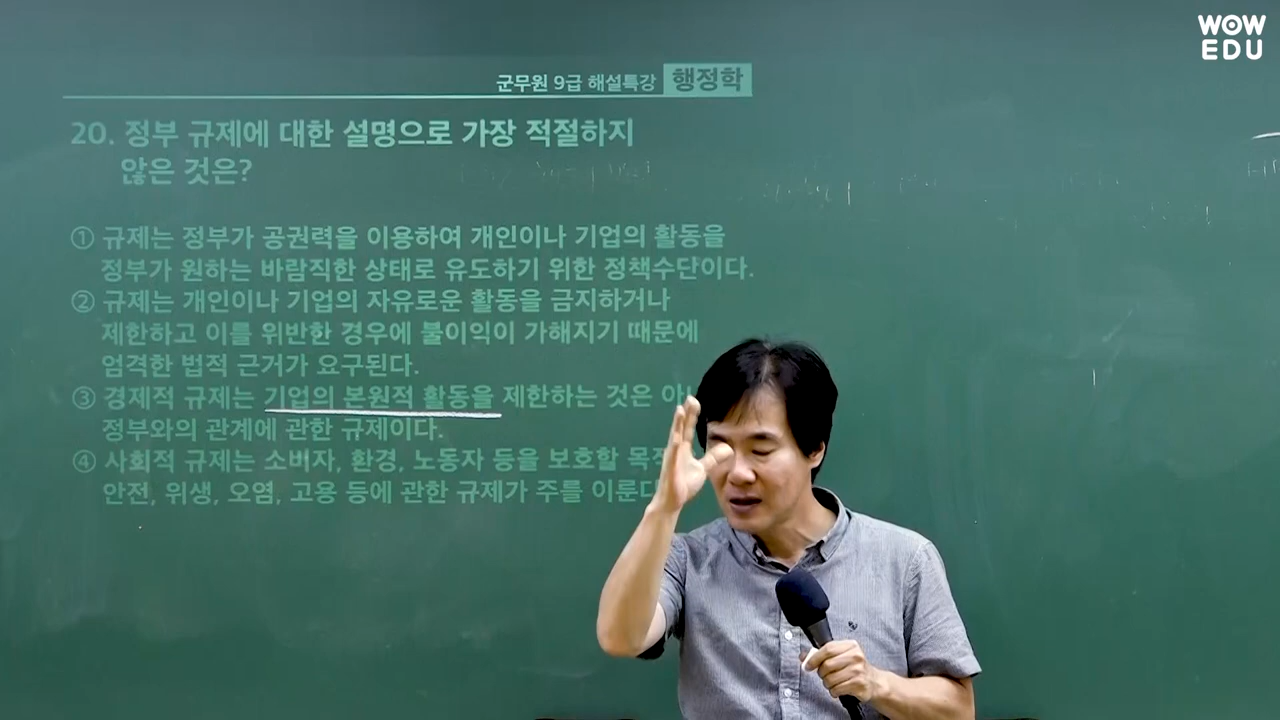 WOW
EDU
군무원 9급 해설특강 행정학
20. 정부 규제에 대한 설명으로 가장 적절하지
않은 것은?
① 규제는 정부가 공권력을 이용하여 개인이나 기업의 활동을
정부가 원하는 바람직한 상태로 유도하기 위한 정책수단이다.
② 규제는 개인이나 기업의 자유로운 활동을 금지하거나
제한하고 이를 위반한 경우에 불이익이 가해지기 때문에
엄격한 법적 근거가 요구된다.
③ 경제적 규제는 기업의 본원적 활동을 제한하는 것은
정부와의 관계에 관한 규제이다.
④ 사회적 규제는 소비자, 환경, 노동자 등을 보호할
안전, 위생, 오염, 고용 등에 관한 규제가 주를